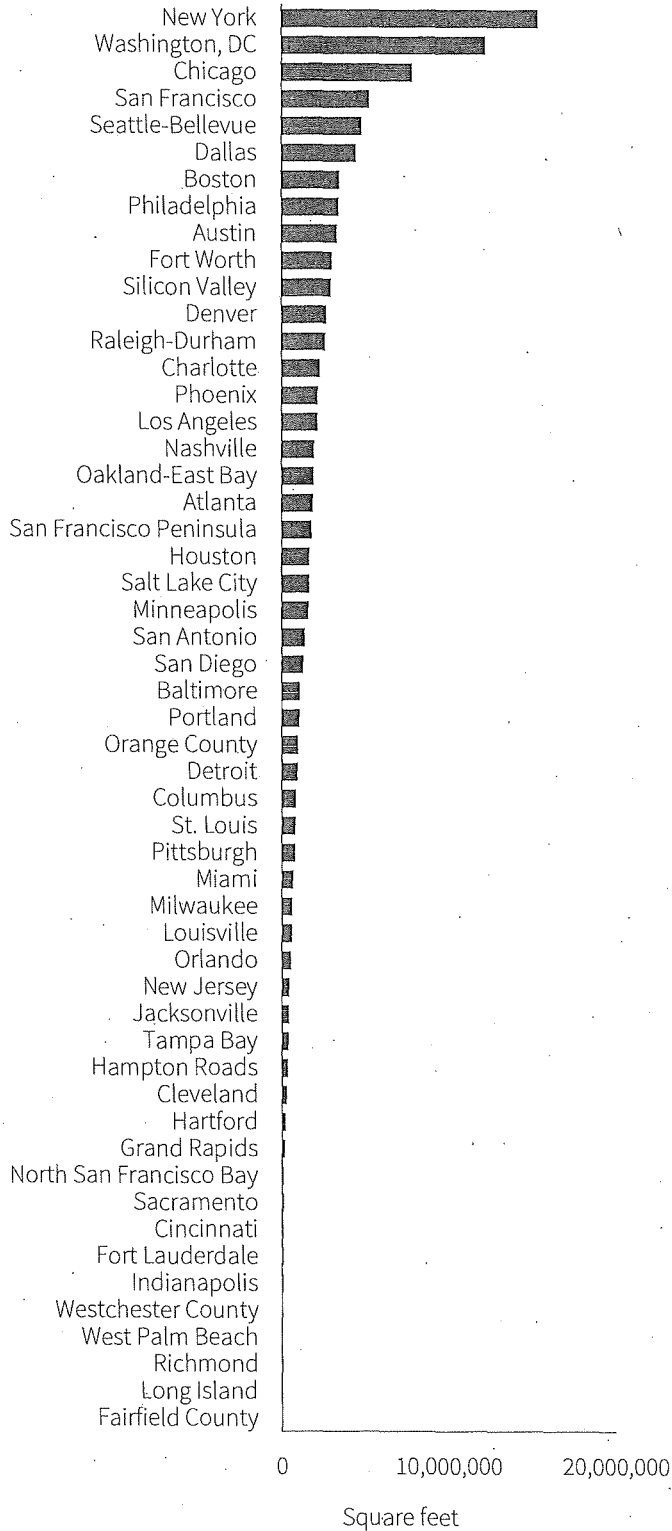 New York
Washington, DC
Chicago
San Francisco
Seattle-Bellevue
Dallas
Boston
Philadelphia
Austin
Fort Worth
Silicon Valley
Denver
Raleigh-Durham
Charlotte
Phoenix
Los Angeles
Nashville
Oakland-East Bay
Atlanta
San Francisco Peninsula
Houston
Salt Lake City
Minneapolis
San Antonio
San Diego
Baltimore
Portland
Orange County
Detroit
Columbus
St. Louis
Pittsburgh
Miami
Milwaukee
Louisville
Orlando
New Jersey
Jacksonville
Tampa Bay
Hampton Roads
Cleveland
Hartford
Grand Rapids
North San Francisco Bay
Sacramento
Cincinnati
Fort Lauderdale
Indianapolis
Westchester County
West Palm Beach
Richmond
Long Island
Fairfield County
0 10,000,000 20,000,000
Square feet